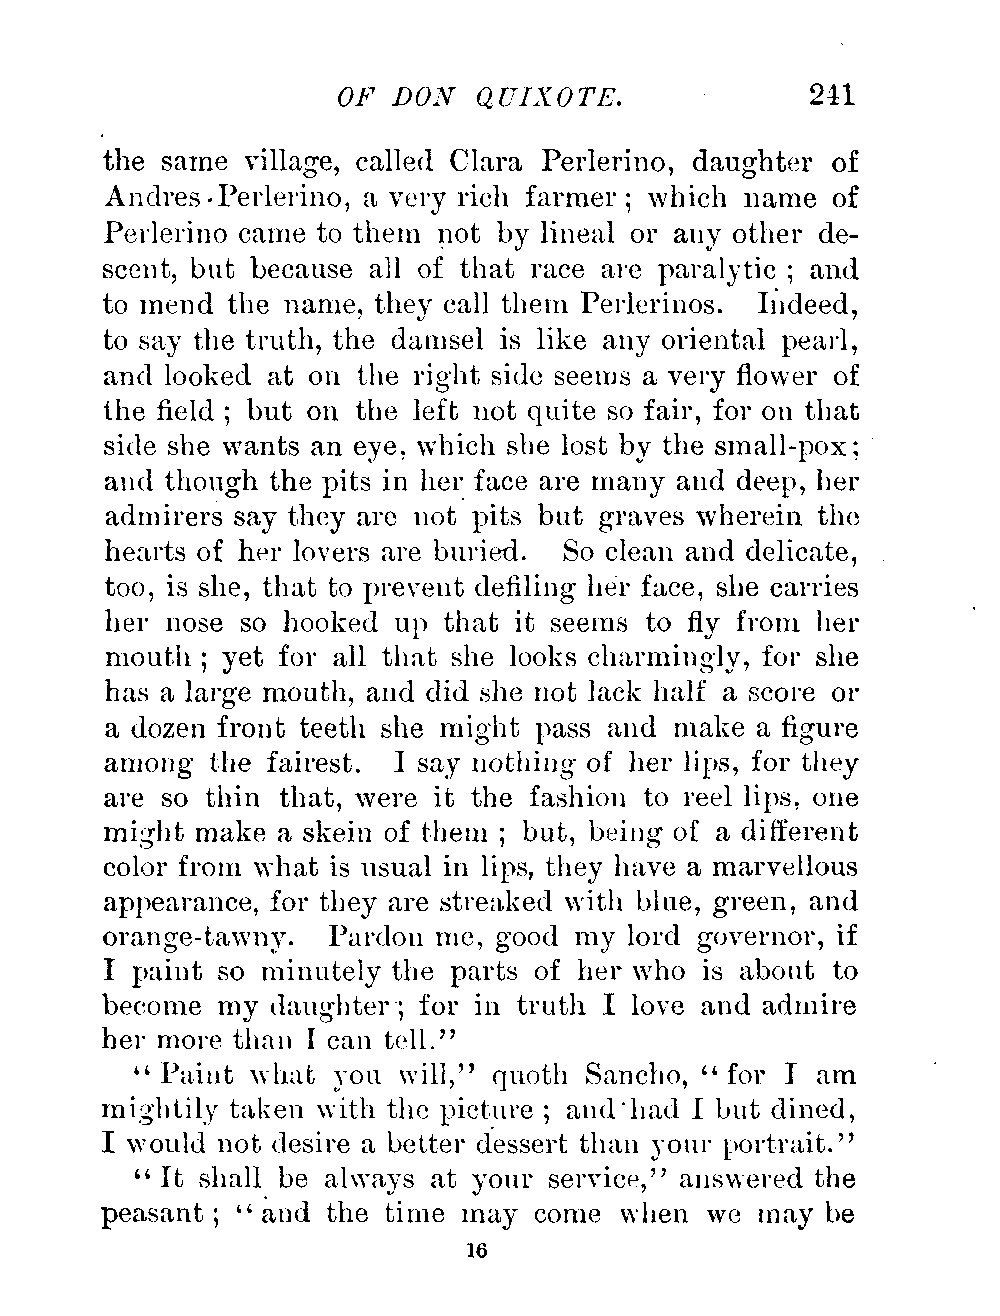 OF DON QUIXOTE. 241
the same village, called Clara Perlerino, daughter of
Andres Perlerino, a very rich farmer ; which name of
Perlerino came to them not by lineal or any other de-
scent, but because all of that race are paralytic ; and
to mend the name, they call them Perlerinos. Indeed,
to say the truth, the damsel is like any oriental pearl,
and looked at on the right side seems a very flower of
the field ; but on the left not quite so fair, for on that
side she wants an eye, which she lost by the small-pox ;
and though the pits in her face are many and deep, her
admirers say they are not pits but graves wherein the
hearts of her lovers are buried. So clean and delicate,
too, is she, that to prevent defiling her face, she carries
her nose so hooked up that it seems to fly from her
mouth ; yet for all that she looks charmingly, for she
has a large mouth, and did she not lack half a score or
a dozen front teeth she might pass and make a figure
among the fairest. I say nothing of her lips, for they
are so thin that, were it the fashion to reel lips, one
might make a skein of them ; but, being of a different
color from what is usual in lips, they have a marvellous
appearance, for they are streaked with blue, green, and
orange-tawny. Pardon me, good my lord governor, if
I paint so minutely the parts of her who is about to
become my daughter ; for in truth I love and admire
her more than I can tell.”
“ Paint what you will,” quoth Sancho, “ for I am
mightily taken with the picture ; and had I but dined,
I would not desire a better dessert than your portrait.”
“ It shall be always at your service,” answered the
peasant ; “ and the time may come when we may be
16